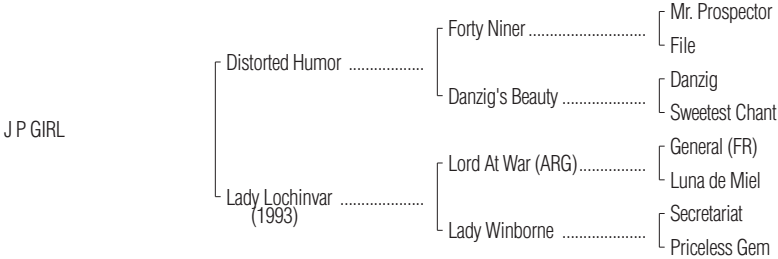 Mr. Prospector
Forty Niner ............................
File
Distorted Humor ..................
Danzig
Danzig's Beauty ....................
Sweetest Chant
J P GIRL
General (FR)
Lord At War (ARG)................
Luna de Miel
Lady Lochinvar ....................
(1993)
Secretariat
Lady Winborne ....................
Priceless Gem